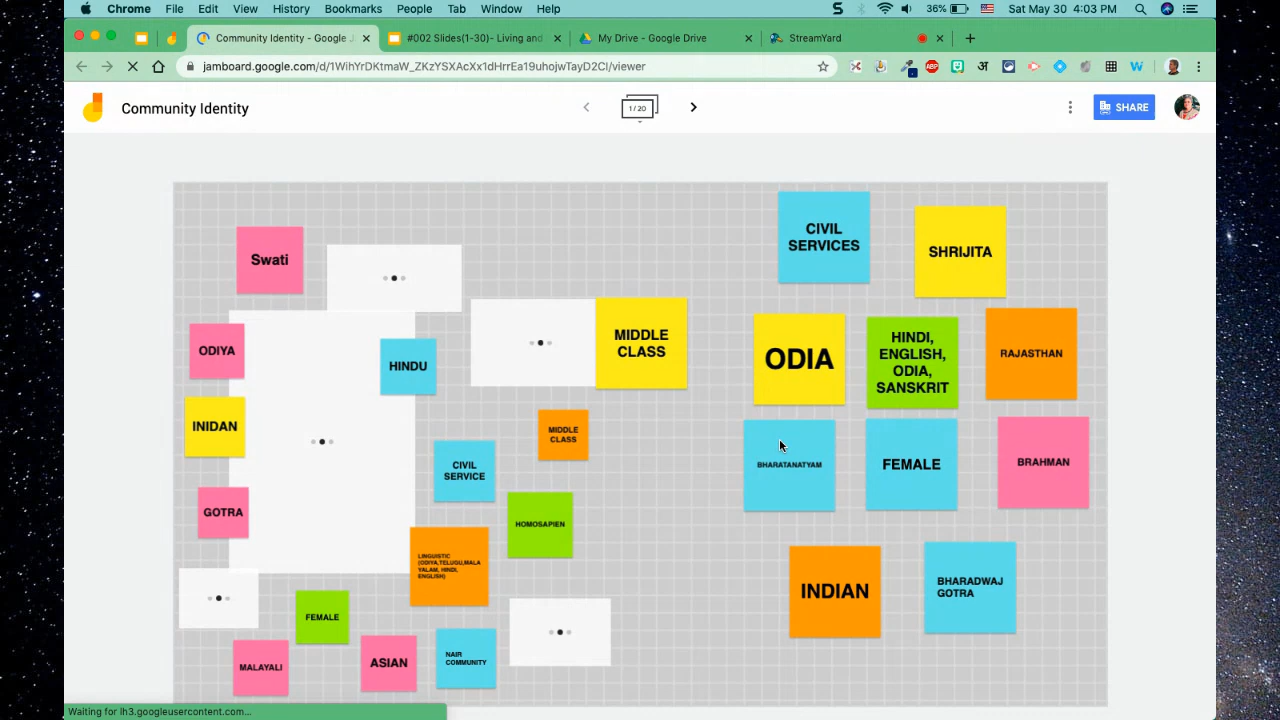 Chrome File Edit View History Bookmarks People Tab Window Help
36% Sat May 30 4:03 PM
Community Identity - Google J
#002 Slides(1-30)- Living and
My Drive - Google Drive
StreamYard
jamboard.google.com/d/1WihYrDKtmaW_ZKzYSXAcXx1dHrrEa19uhojwTayD2CI/viewer
Community Identity
1 / 20
SHARE
Swati
ODIYA
HINDU
INIDAN
GOTRA
MIDDLE
CLASS
MIDDLE
CLASS
CIVIL
SERVICE
HOMOSAPIEN
LINGUISTIC
(ODIYA,TELUGU,MALA
YALAM, HINDI,
ENGLISH)
FEMALE
MALAYALI
ASIAN
NAIR
COMMUNITY
CIVIL
SERVICES
SHRIJITA
ODIA
HINDI,
ENGLISH,
ODIA,
SANSKRIT
RAJASTHAN
BHARATANATYAM
FEMALE
BRAHMAN
INDIAN
BHARADWAJ
GOTRA
Waiting for lh3.googleusercontent.com...